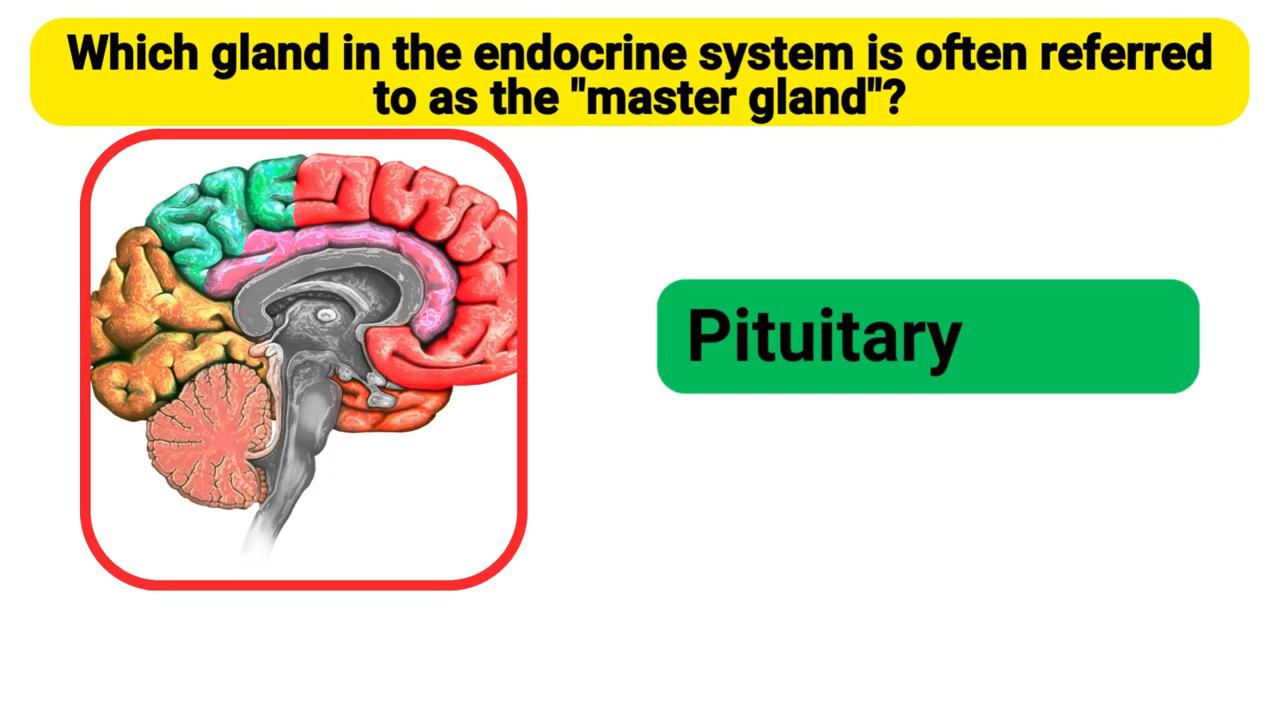 Which gland in the endocrine system is often referred
to as the "master gland"?
Pituitary